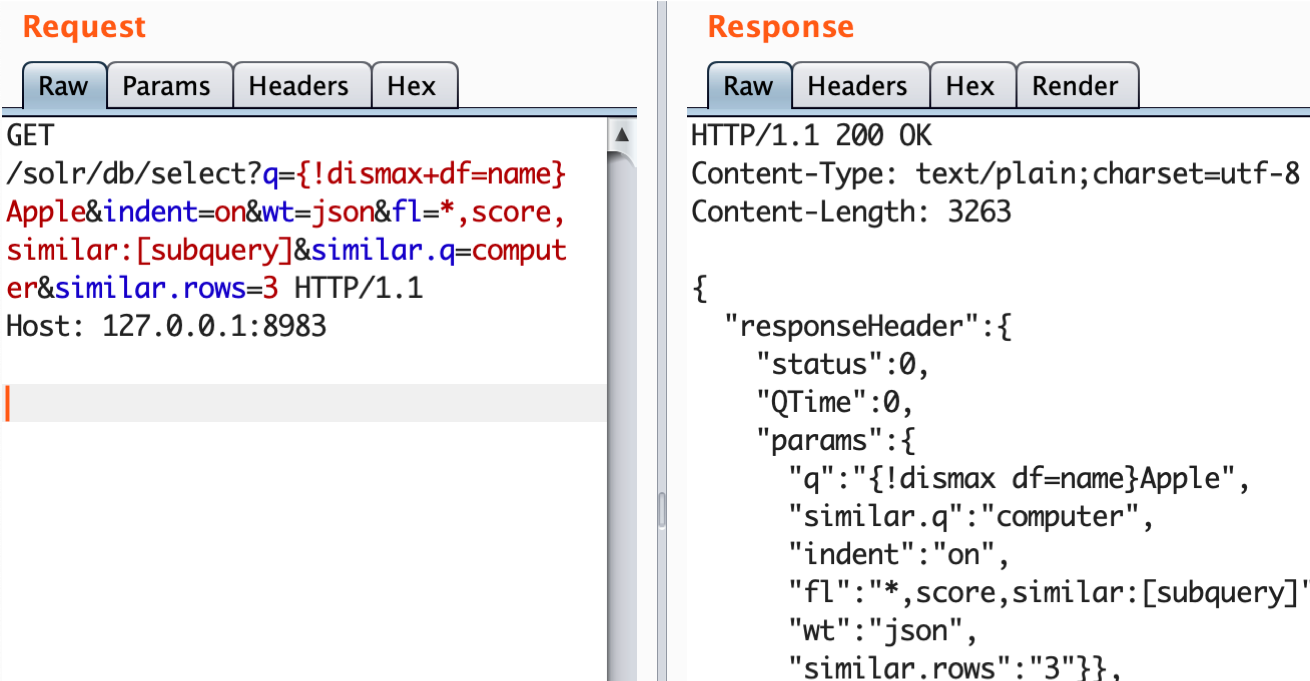 Request
Raw Params Headers Hex
GET
/solr/db/select?q={!dismax+df=name}
Apple&indent=on&wt=json&fl=*,score,
similar:[subquery]&similar.q=comput
er&similar.rows=3 HTTP/1.1
Host: 127.0.0.1:8983
Response
Raw Headers Hex Render
HTTP/1.1 200 OK
Content-Type: text/plain;charset=utf-8
Content-Length: 3263
{
"responseHeader":{
"status":0,
"QTime":0,
"params":{
"q":"{!dismax df=name}Apple",
"similar.q":"computer",
"indent":"on",
"fl":"*,score,similar:[subquery]"
"wt":"json",
"similar.rows":"3"}},